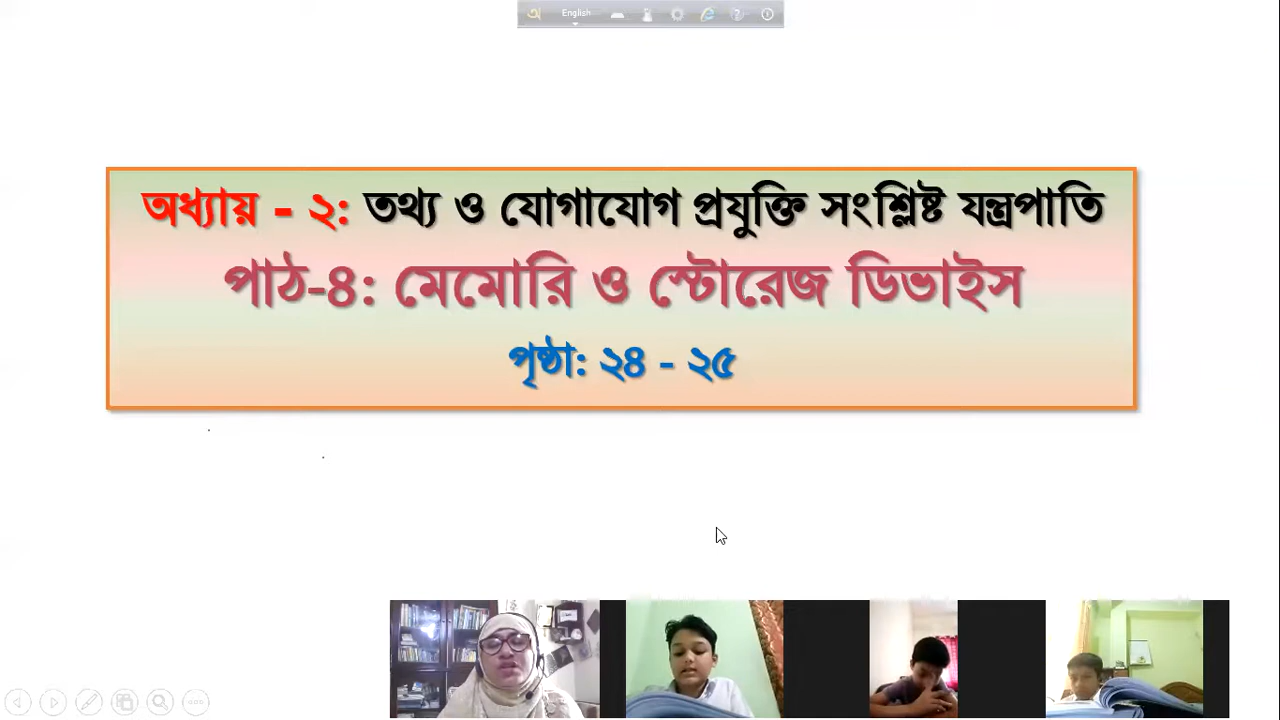 অ English
অধ্যায় - ২: তথ্য ও যোগাযোগ প্রযুক্তি সংশ্লিষ্ট যন্ত্রপাতি
পাঠ-৪: মেমোরি ও স্টোরেজ ডিভাইস
পৃষ্ঠা: ২৪ - ২৫